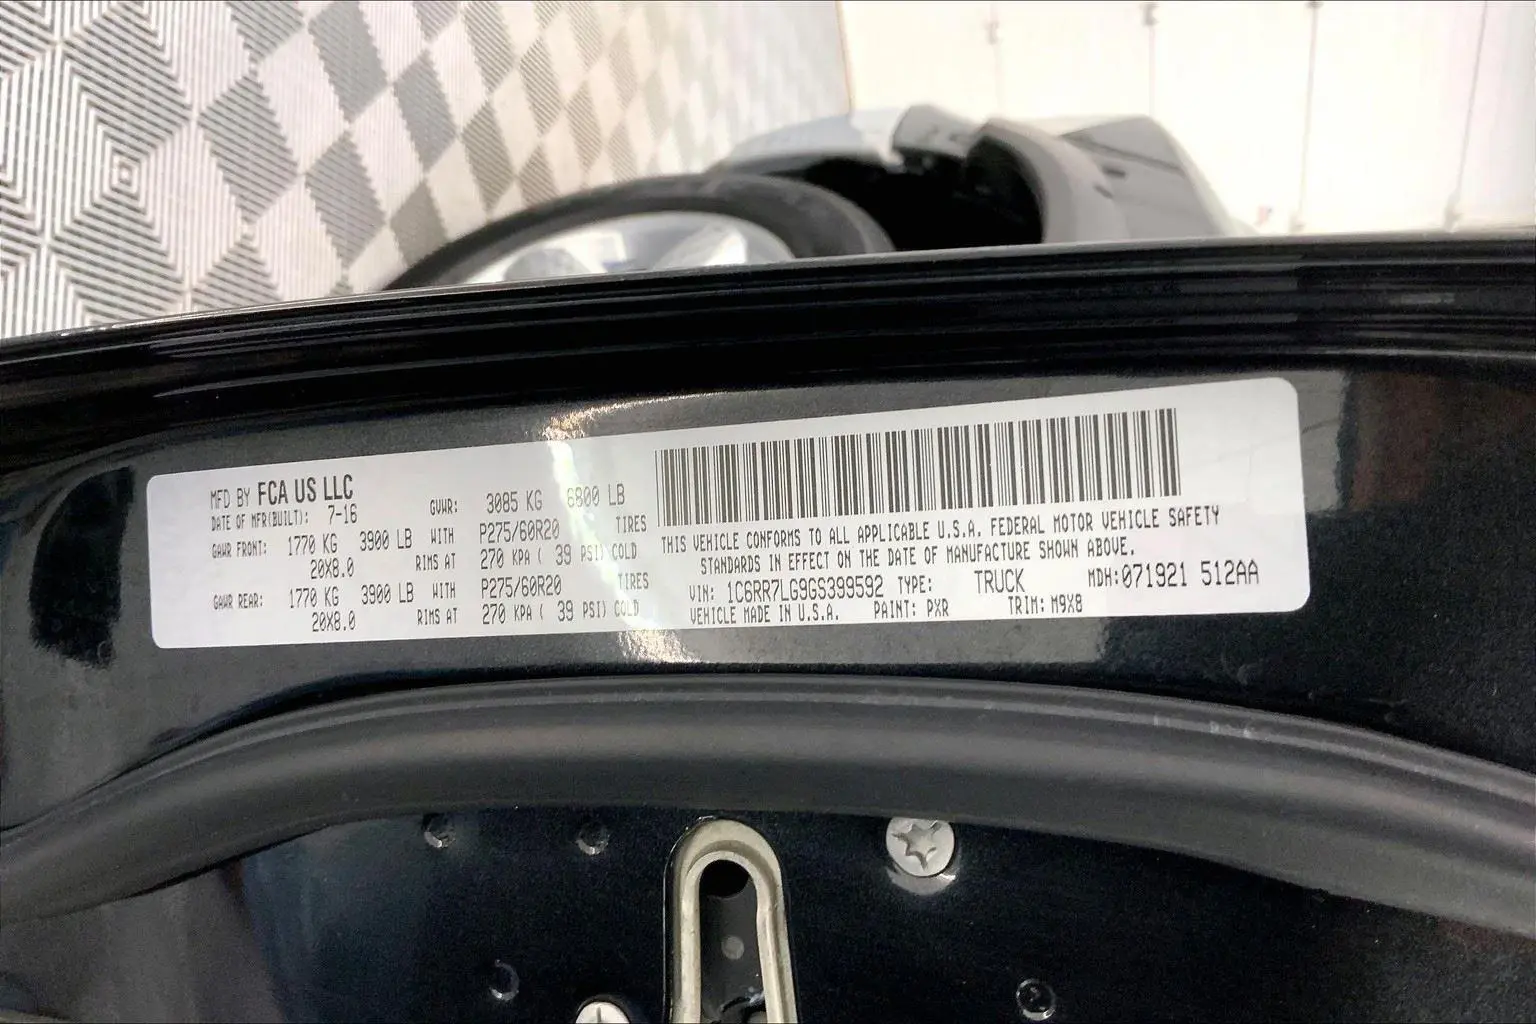 MFD BY FCA US LLC
DATE OF MFR(BUILT): 7-16
GVWR: 3085 KG 6800 LB
GAWR FRONT: 1770 KG 3900 LB WITH P275/60R20 TIRES
20X8.0 RIMS AT 270 KPA ( 39 PSI) COLD
GAWR REAR: 1770 KG 3900 LB WITH P275/60R20 TIRES
20X8.0 RIMS AT 270 KPA ( 39 PSI) COLD
THIS VEHICLE CONFORMS TO ALL APPLICABLE U.S.A. FEDERAL MOTOR VEHICLE SAFETY
STANDARDS IN EFFECT ON THE DATE OF MANUFACTURE SHOWN ABOVE.
VIN: 1C6RR7LG9GS399592 TYPE: TRUCK MDH:071921 512AA
VEHICLE MADE IN U.S.A. PAINT: PXR TRIM: M9X8